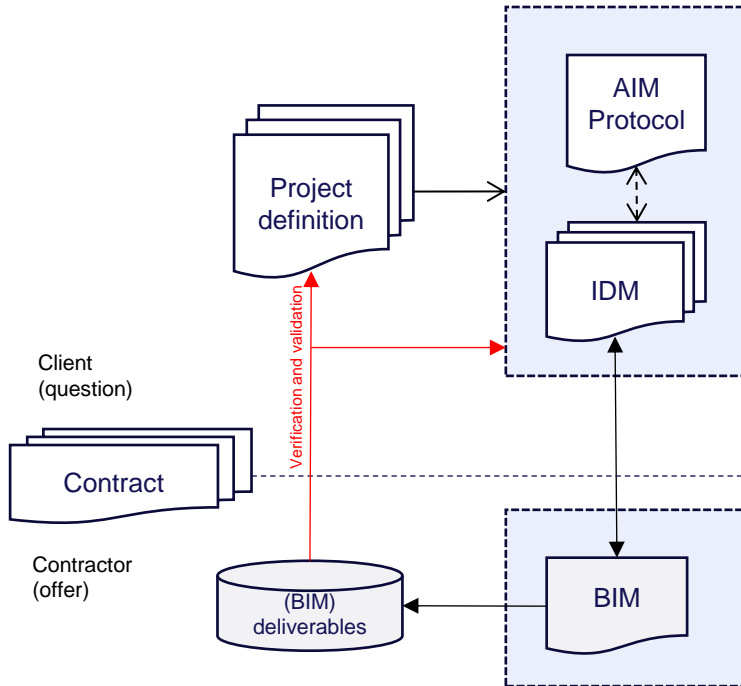 AIM
Protocol
Project
definition
IDM
Verification and validation
Client
(question)
Contract
Contractor
(offer)
(BIM)
deliverables
BIM